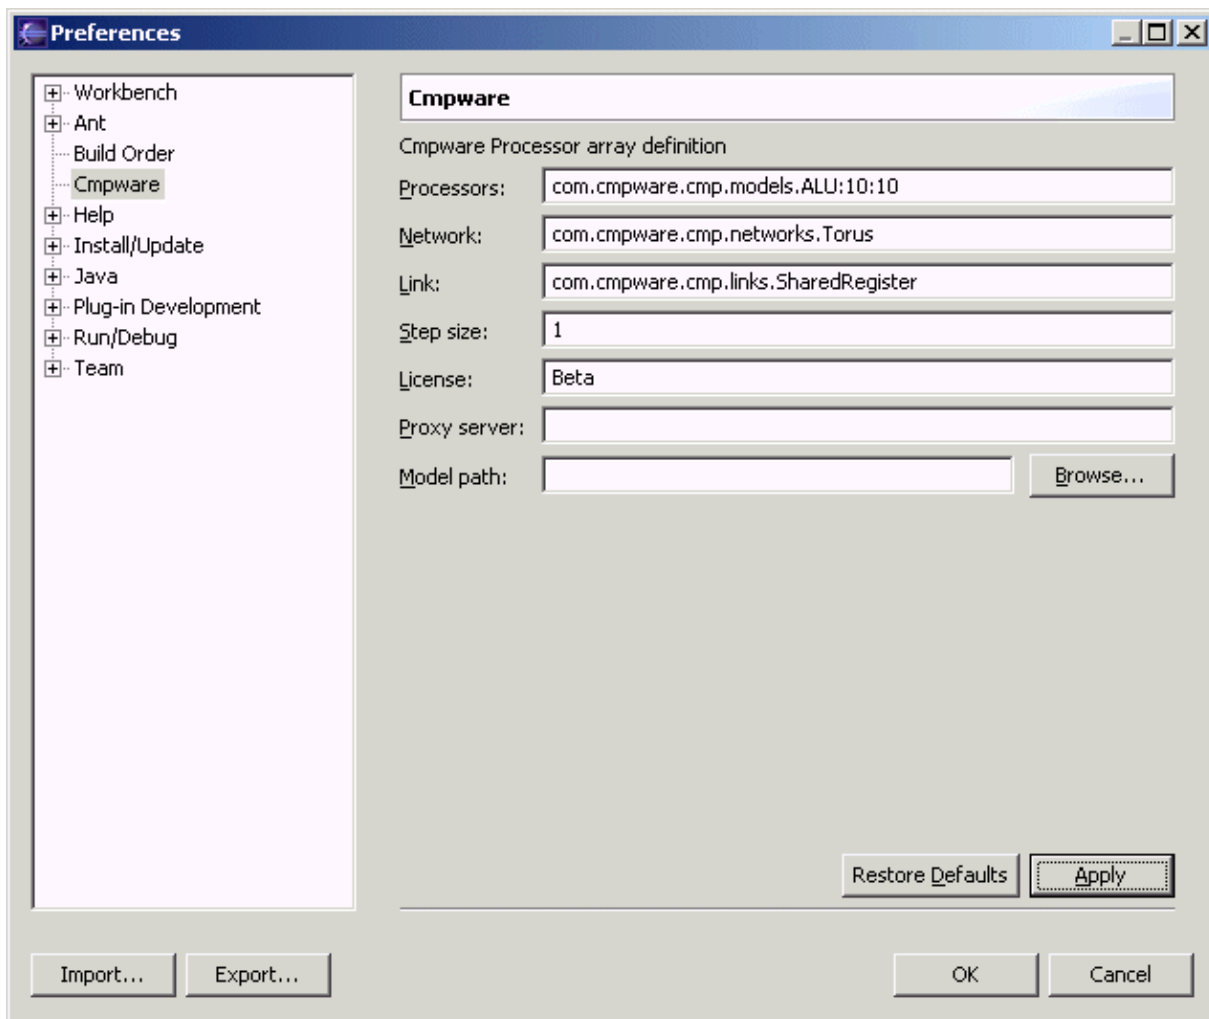 Preferences
Workbench
Ant
Build Order
Cmpware
Help
Install/Update
Java
Plug-in Development
Run/Debug
Team
Cmpware
Cmpware Processor array definition
Processors: com.cmpware.cmp.models.ALU:10:10
Network: com.cmpware.cmp.networks.Torus
Link: com.cmpware.cmp.links.SharedRegister
Step size: 1
License: Beta
Proxy server:
Model path: Browse...
Restore Defaults Apply
Import... Export... OK Cancel